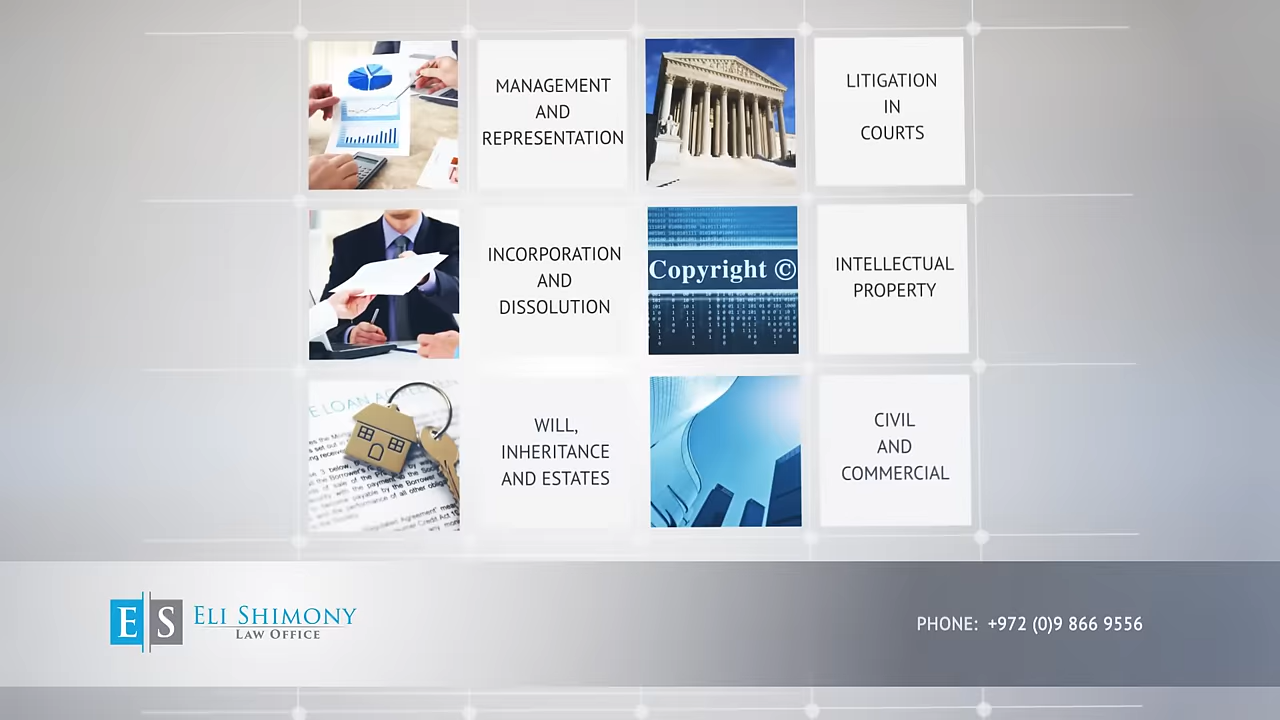 MANAGEMENT
AND
REPRESENTATION
LITIGATION
IN
COURTS
INCORPORATION
AND
DISSOLUTION
Copyright ©
INTELLECTUAL
PROPERTY
E LOAN
WILL,
INHERITANCE
AND ESTATES
CIVIL
AND
COMMERCIAL
E S
ELI SHIMONY
LAW OFFICE
PHONE: +972 (0)9 866 9556